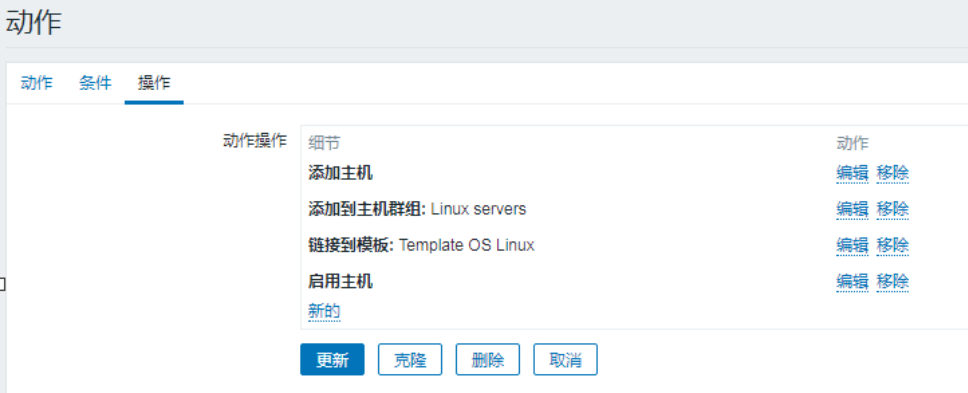 动作
动作 条件 操作
动作操作 细节 动作
添加主机 编辑 移除
添加到主机群组: Linux servers 编辑 移除
链接到模板: Template OS Linux 编辑 移除
启用主机 编辑 移除
新的
更新 克隆 删除 取消